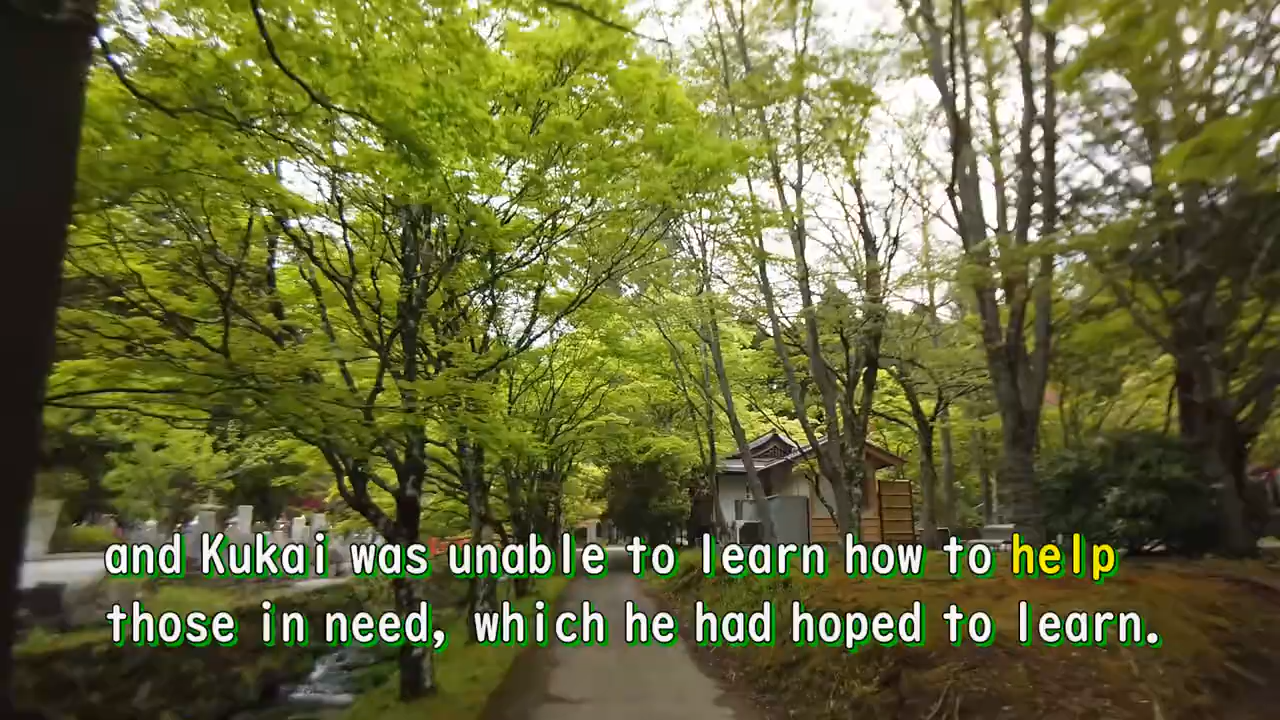 and Kukai was unable to learn how to help
those in need, which he had hoped to learn.